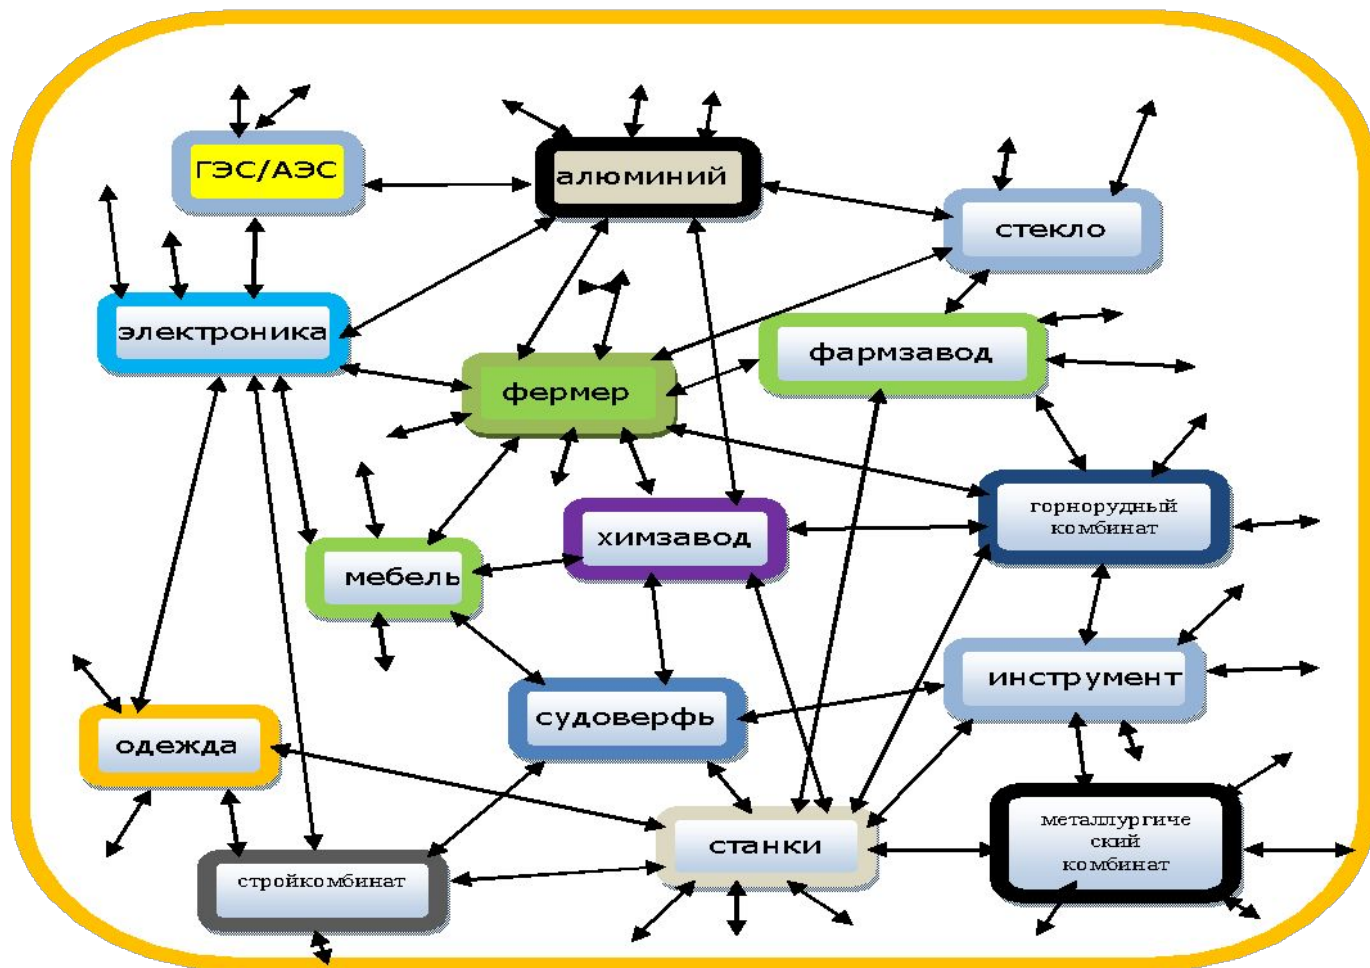 ГЭС/АЭС
алюминий
стекло
электроника
фармзавод
фермер
горнорудный
комбинат
химзавод
мебель
инструмент
судоверфь
одежда
станки
металлургиче
ский
комбинат
стройкомбинат